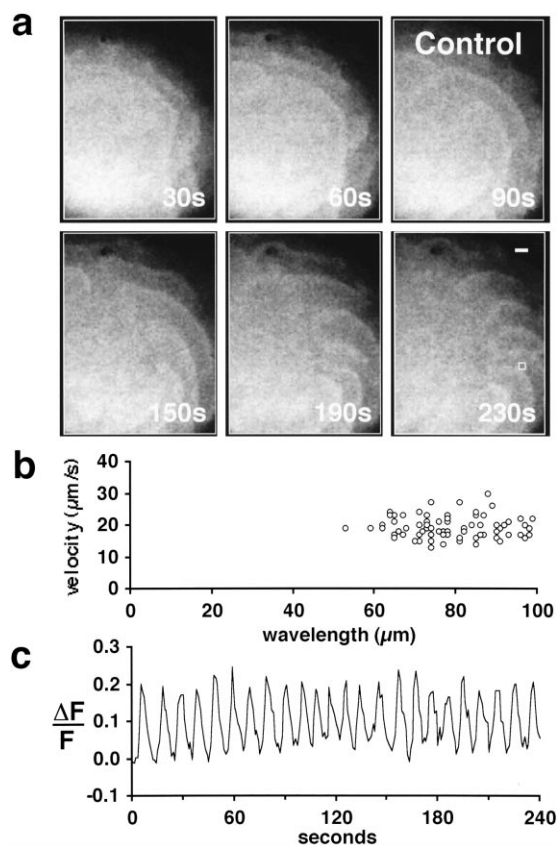 a
Control
30s
60s
90s
150s
190s
230s
b
velocity (µm/s)
40
30
20
10
0
0 20 40 60 80 100
wavelength (µm)
c
ΔF
F
0.3
0.2
0.1
0.0
-0.1
0 60 120 180 240
seconds